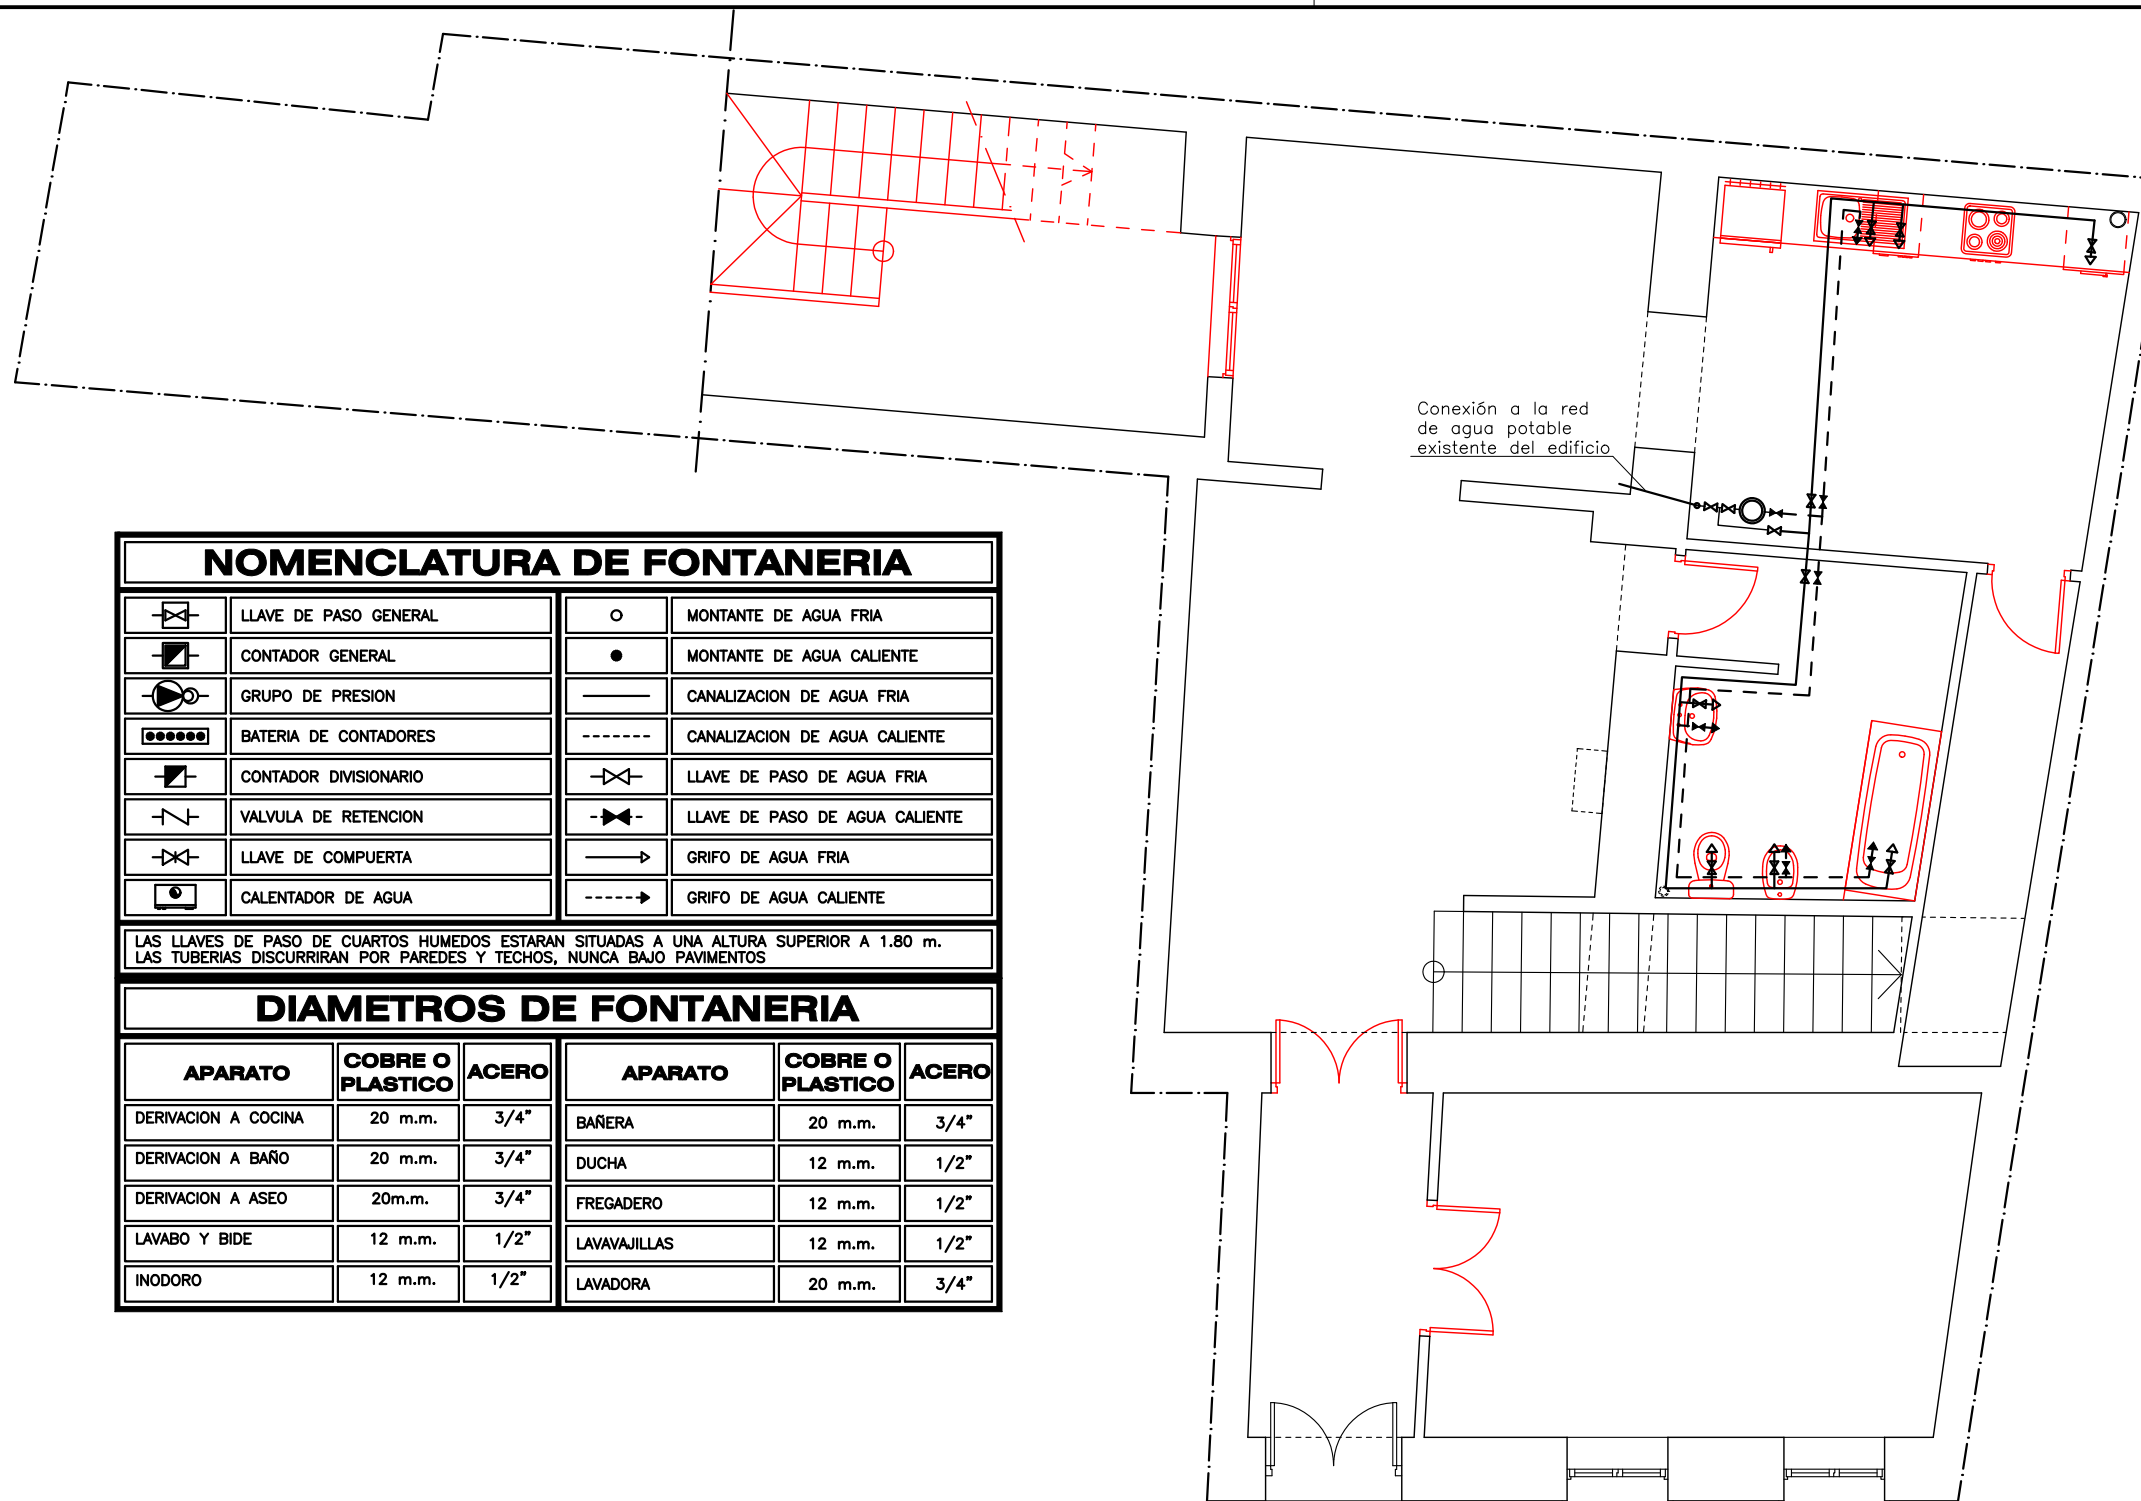 Conexión a la red
de agua potable
existente del edificio
NOMENCLATURA DE FONTANERIA
LLAVE DE PASO GENERAL
MONTANTE DE AGUA FRIA
CONTADOR GENERAL
MONTANTE DE AGUA CALIENTE
GRUPO DE PRESION
CANALIZACION DE AGUA FRIA
BATERIA DE CONTADORES
CANALIZACION DE AGUA CALIENTE
CONTADOR DIVISIONARIO
LLAVE DE PASO DE AGUA FRIA
VALVULA DE RETENCION
LLAVE DE PASO DE AGUA CALIENTE
LLAVE DE COMPUERTA
GRIFO DE AGUA FRIA
CALENTADOR DE AGUA
GRIFO DE AGUA CALIENTE
LAS LLAVES DE PASO DE CUARTOS HUMEDOS ESTARAN SITUADAS A UNA ALTURA SUPERIOR A 1.80 m.
LAS TUBERIAS DISCURRIRAN POR PAREDES Y TECHOS, NUNCA BAJO PAVIMENTOS
DIAMETROS DE FONTANERIA
APARATO COBRE O PLASTICO ACERO APARATO COBRE O PLASTICO ACERO
DERIVACION A COCINA 20 m.m. 3/4" BAÑERA 20 m.m. 3/4"
DERIVACION A BAÑO 20 m.m. 3/4" DUCHA 12 m.m. 1/2"
DERIVACION A ASEO 20m.m. 3/4" FREGADERO 12 m.m. 1/2"
LAVABO Y BIDE 12 m.m. 1/2" LAVAVAJILLAS 12 m.m. 1/2"
INODORO 12 m.m. 1/2" LAVADORA 20 m.m. 3/4"